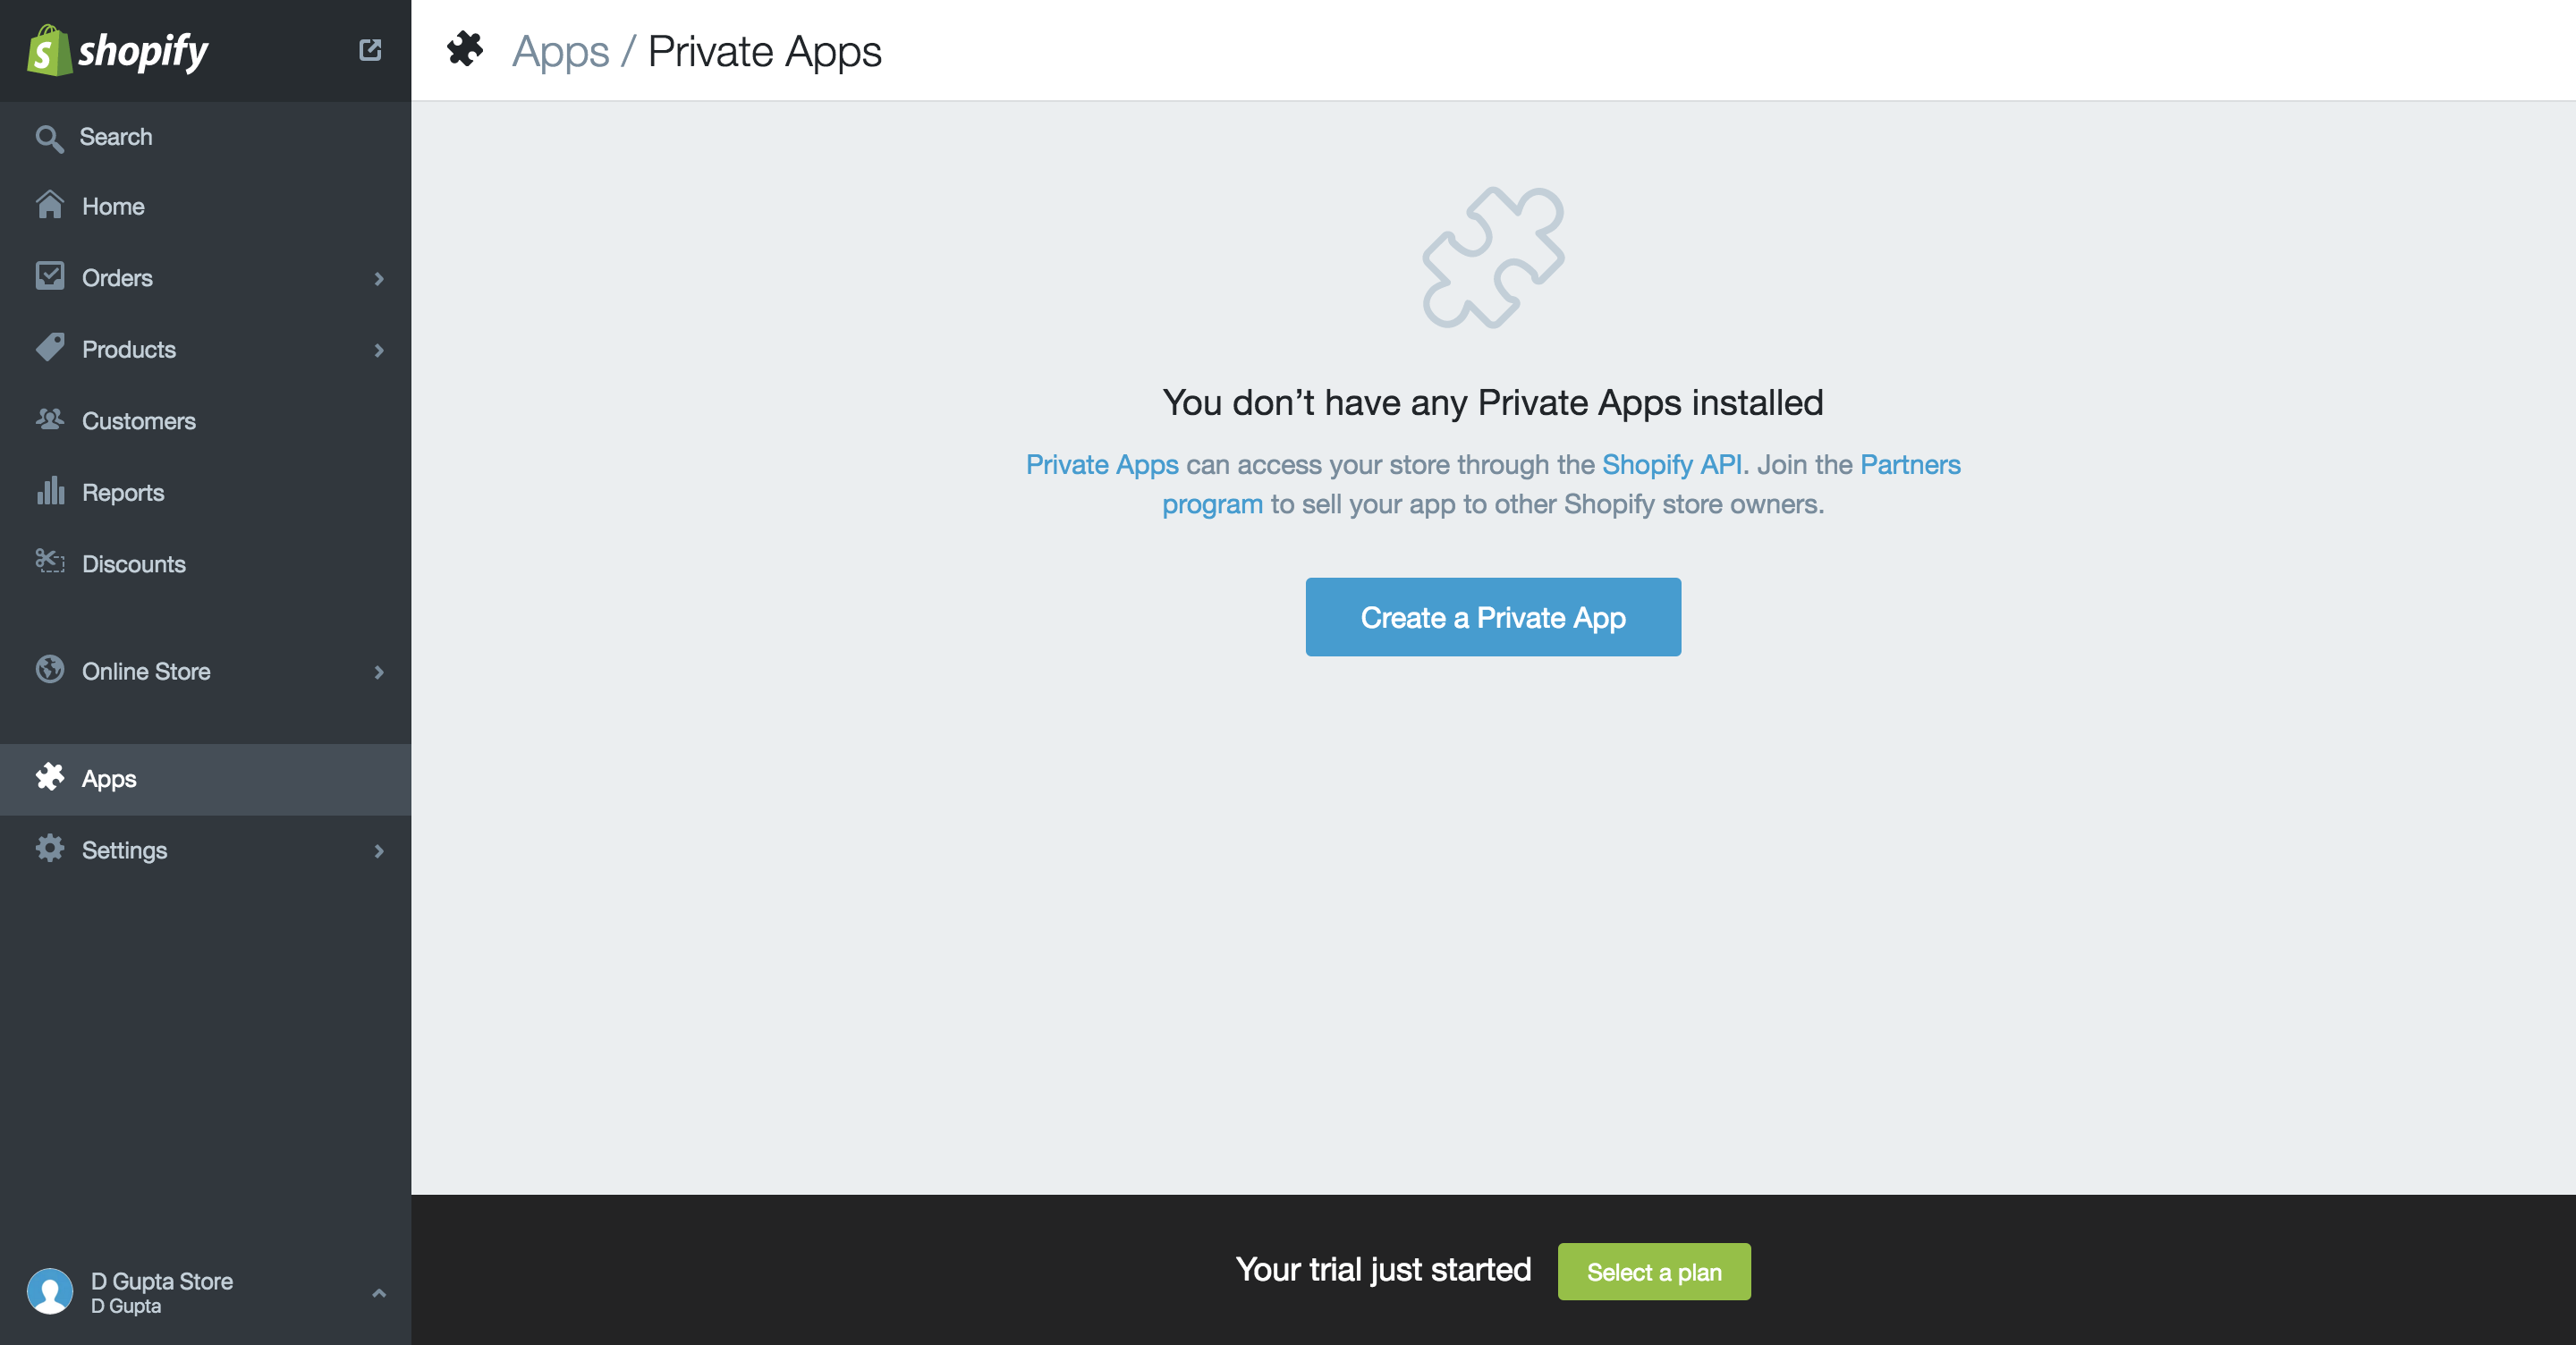 shopify
Search
Home
Orders
Products
Customers
Reports
Discounts
Online Store
Apps
Settings
D Gupta Store
D Gupta
Apps / Private Apps
You don’t have any Private Apps installed
Private Apps can access your store through the Shopify API. Join the Partners
program to sell your app to other Shopify store owners.
Create a Private App
Your trial just started
Select a plan